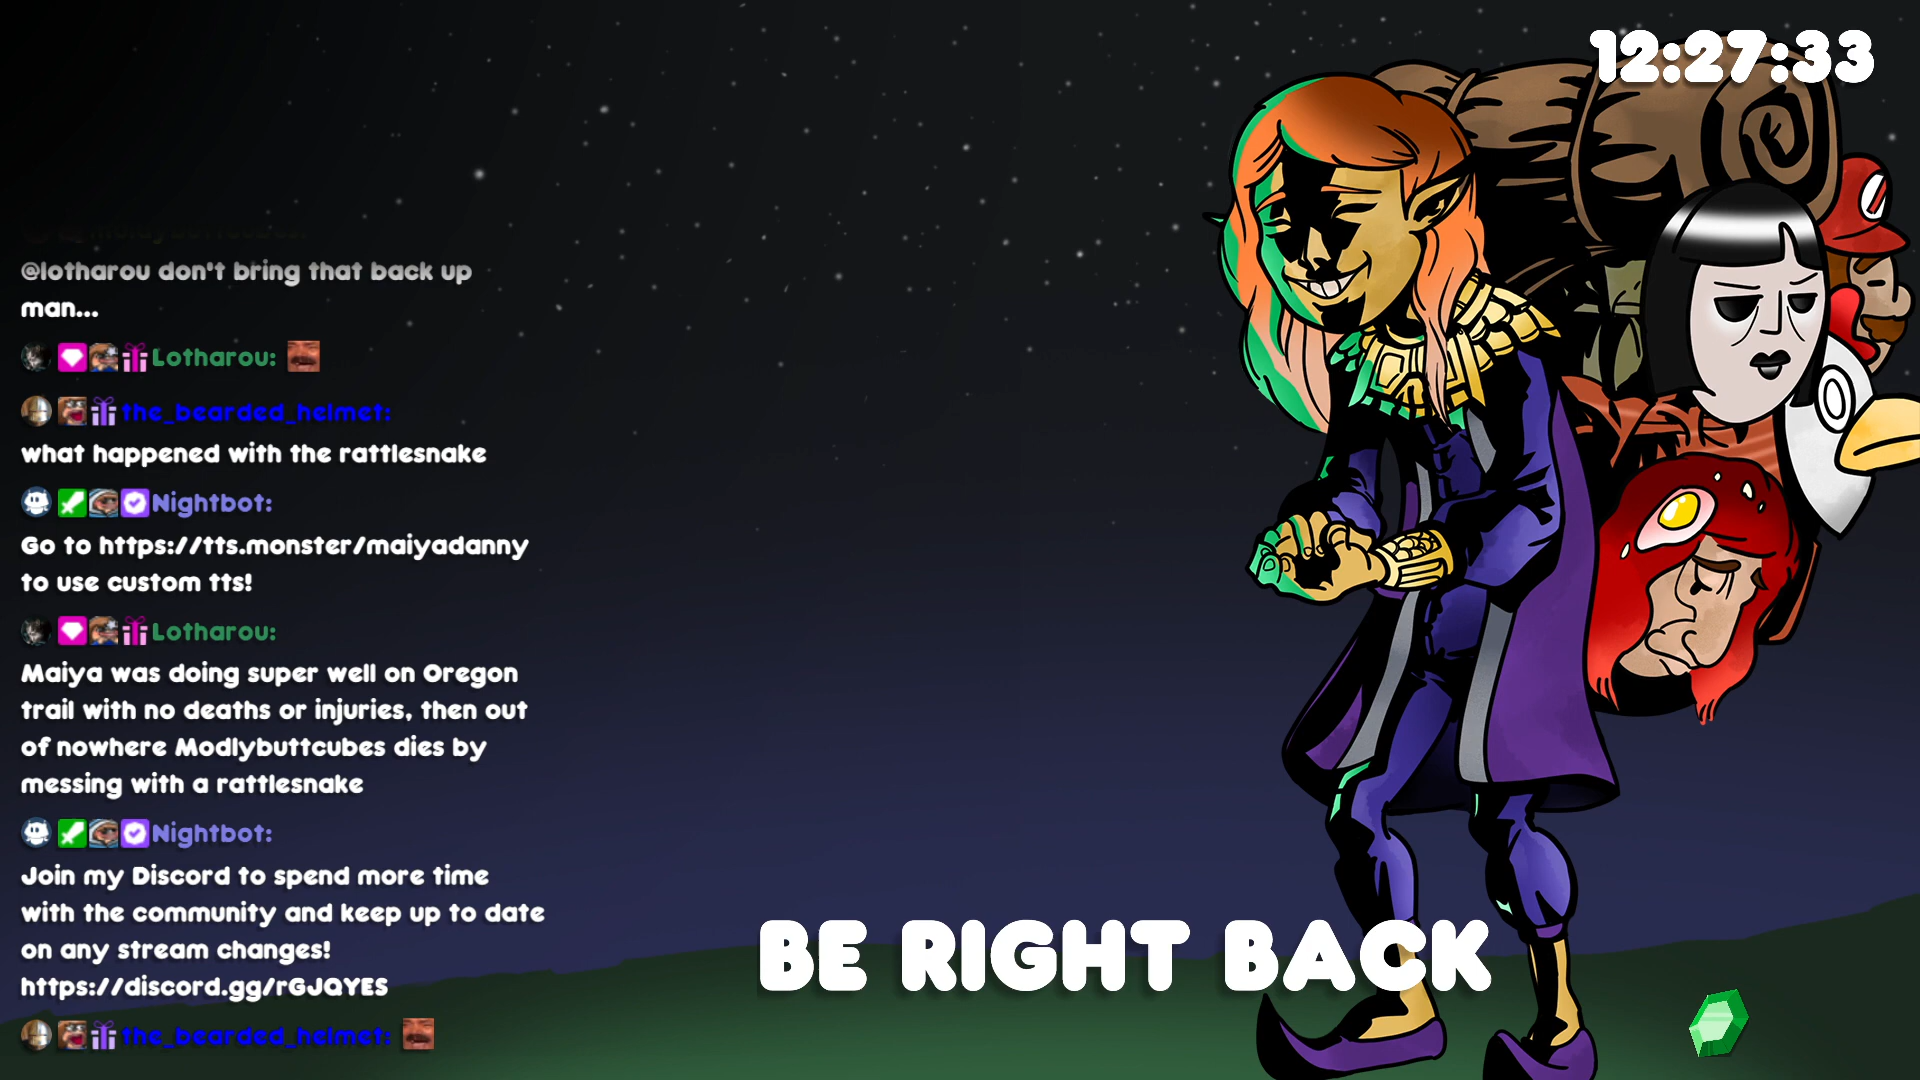 12:27:33
@lotharou don't bring that back up
man...
Lotharou:
the_bearded_helmet:
what happened with the rattlesnake
Nightbot:
Go to https://tts.monster/maiyadanny
to use custom tts!
Lotharou:
Maiya was doing super well on Oregon
trail with no deaths or injuries, then out
of nowhere Modlybuttcubes dies by
messing with a rattlesnake
Nightbot:
Join my Discord to spend more time
with the community and keep up to date
on any stream changes!
https://discord.gg/rGJQYES
the_bearded_helmet:
BE RIGHT BACK